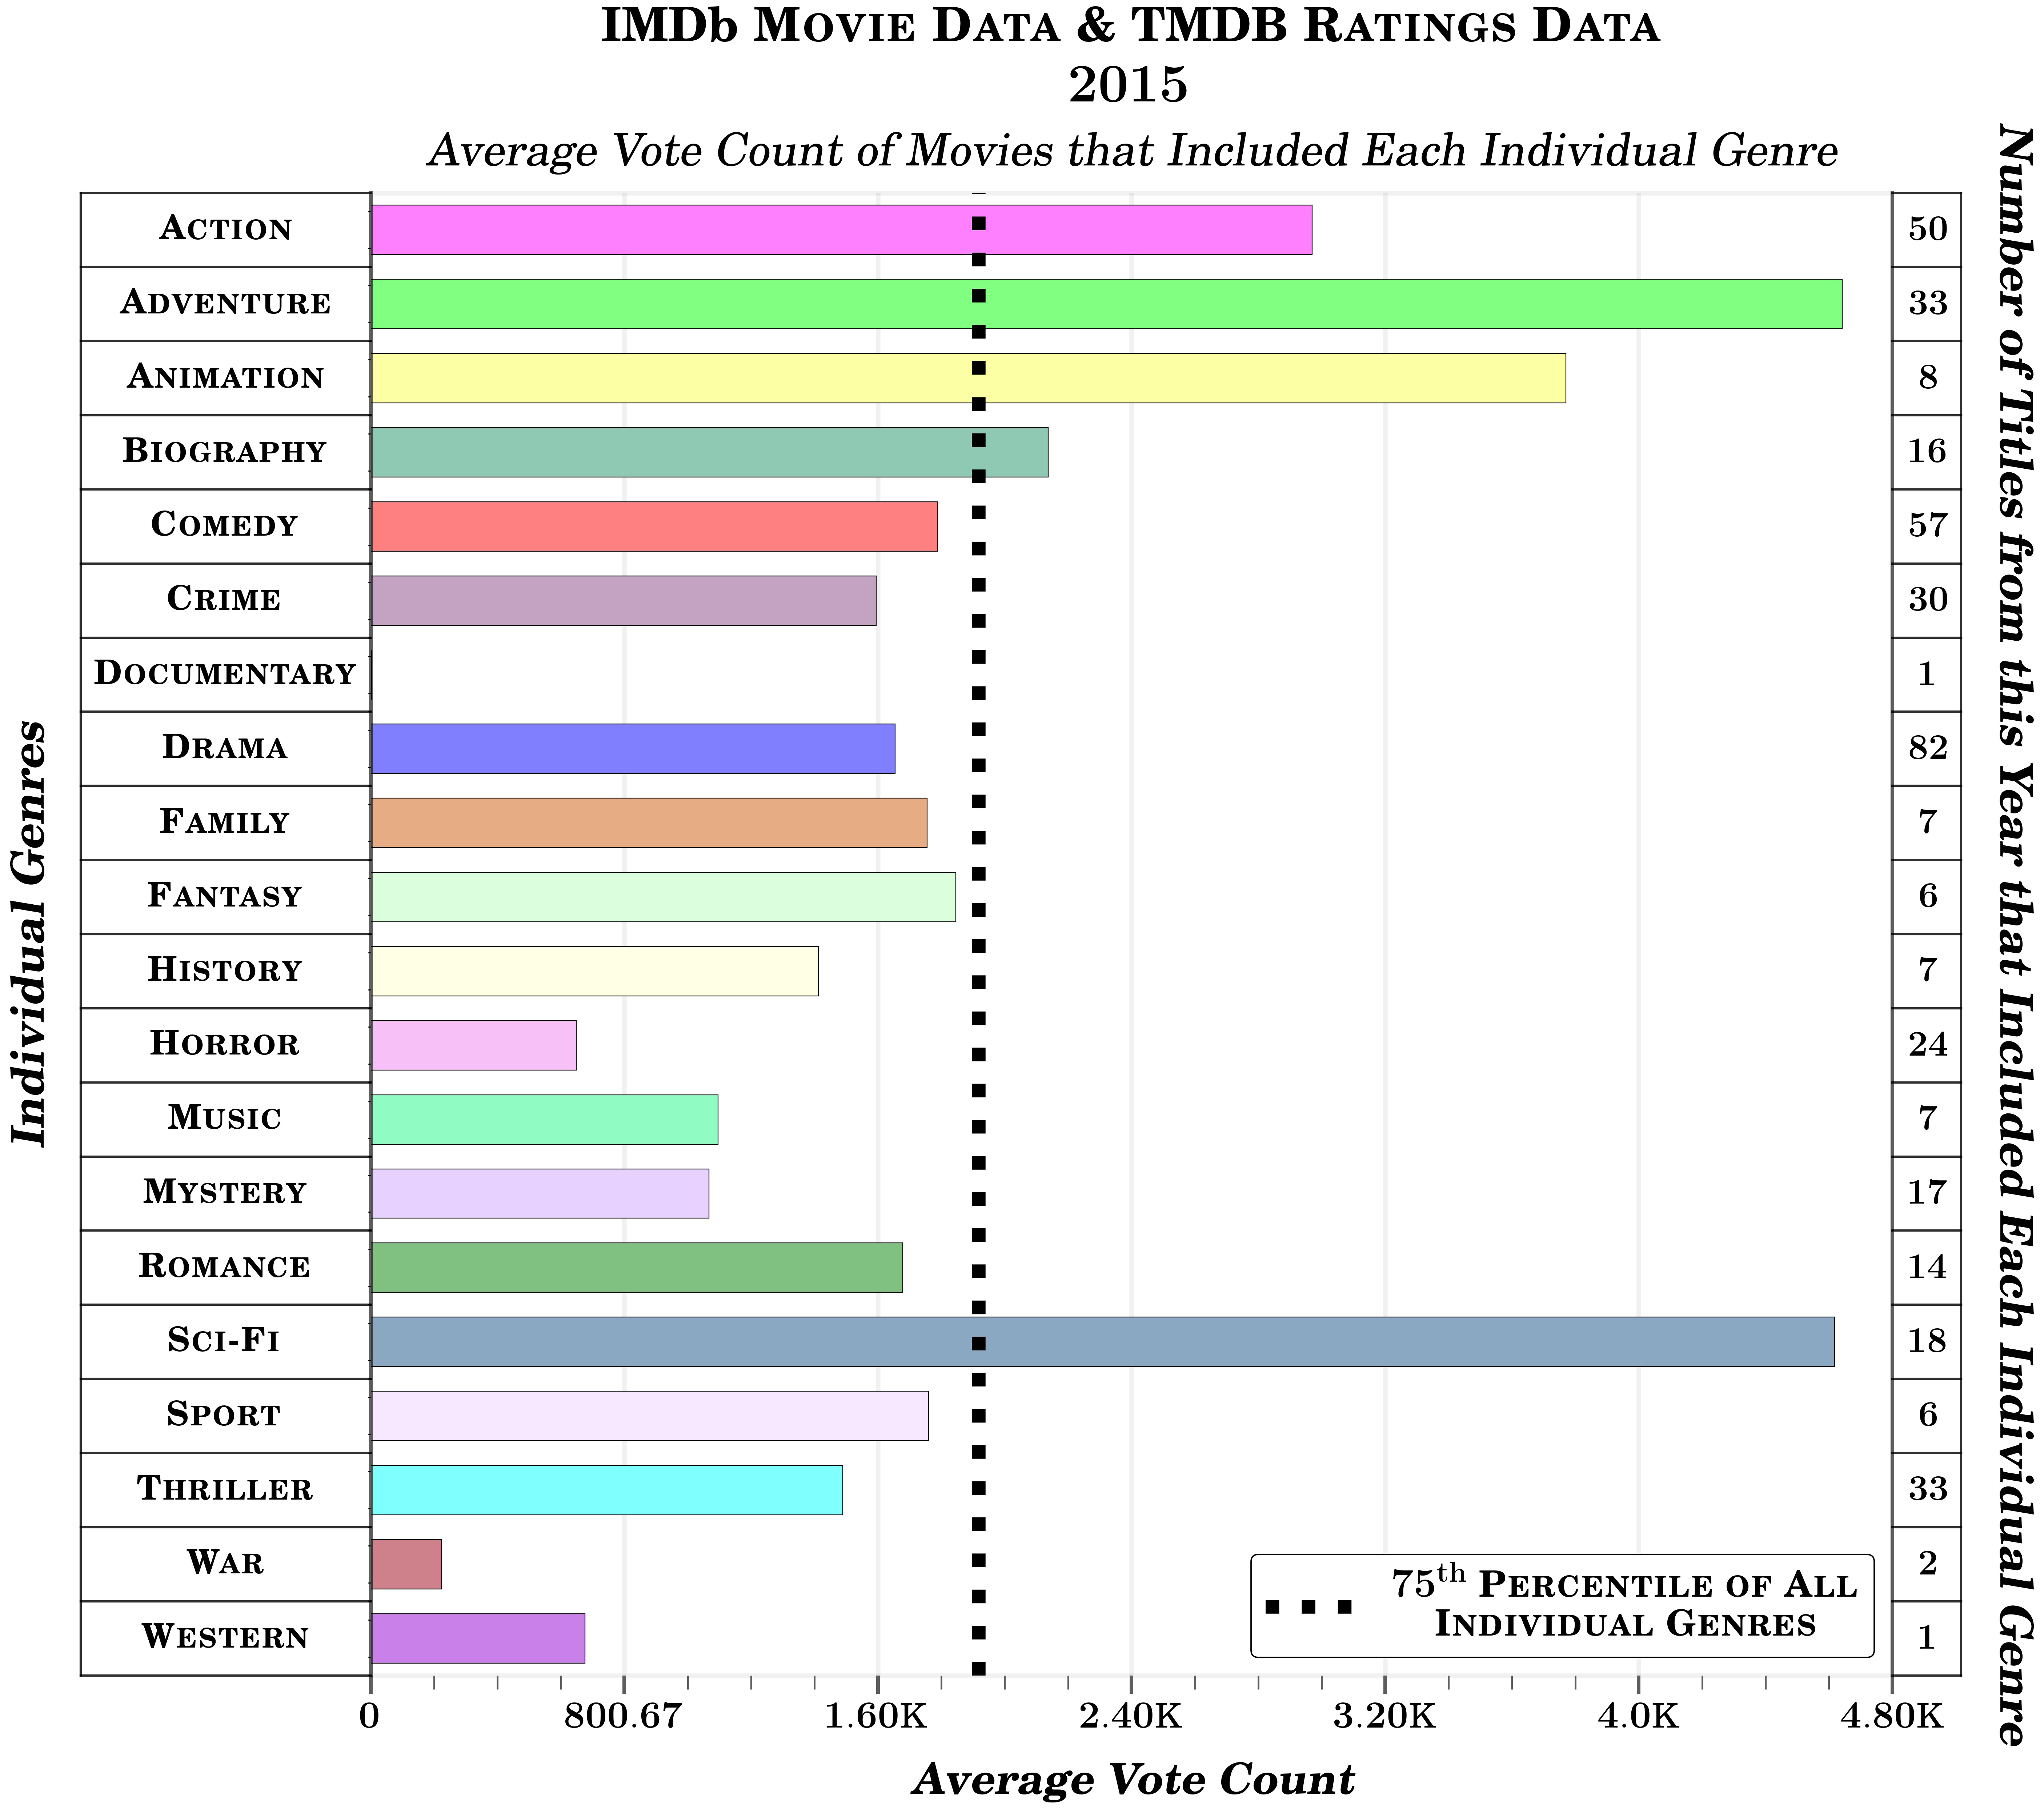 IMDb Movie Data & TMDB Ratings Data
2015
Average Vote Count of Movies that Included Each Individual Genre
Individual Genres
Action 50
Adventure 33
Animation 8
Biography 16
Comedy 57
Crime 30
Documentary 1
Drama 82
Family 7
Fantasy 6
History 7
Horror 24
Music 7
Mystery 17
Romance 14
Sci-Fi 18
Sport 6
Thriller 33
War 2
Western 1
75th Percentile of All
Individual Genres
0 800.67 1.60K 2.40K 3.20K 4.0K 4.80K
Average Vote Count
Number of Titles from this Year that Included Each Individual Genre